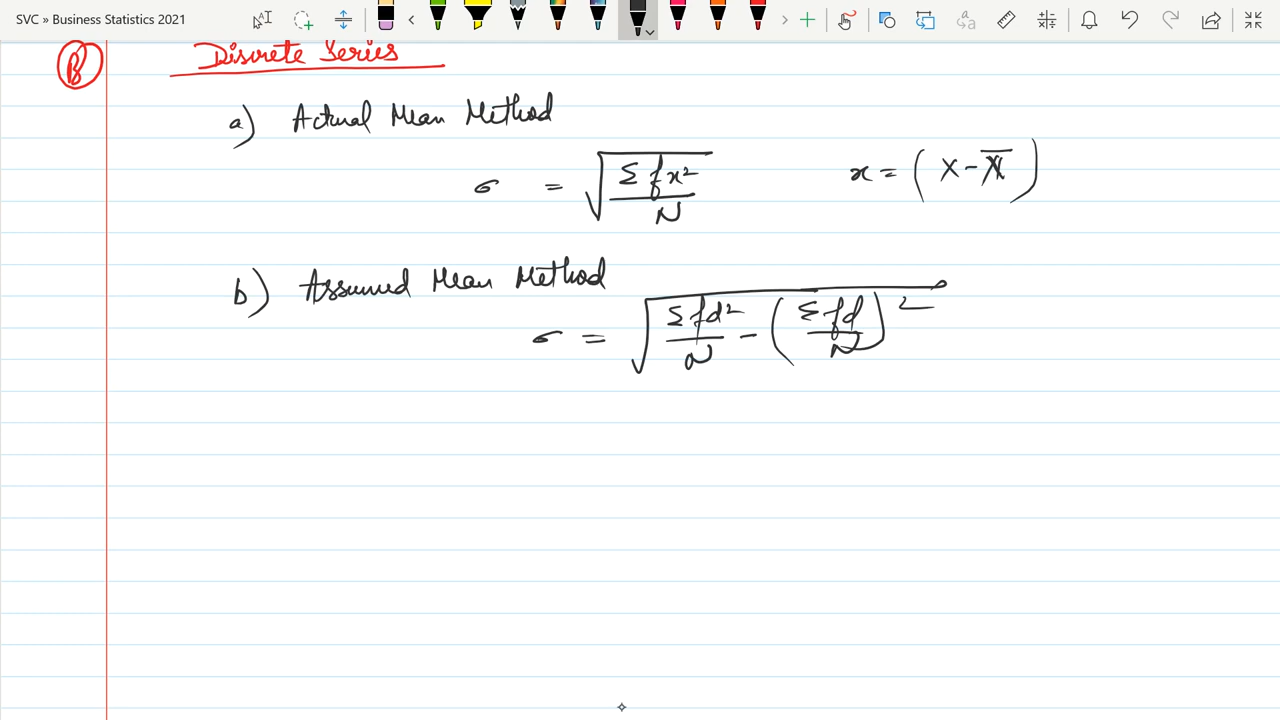 SVC » Business Statistics 2021
B Discrete Series
a) Actual Mean Method
σ = √(Σfx²/N) x = (X - X̄)
b) Assumed Mean Method
σ = √(Σfd²/N - (Σfd/N)²)